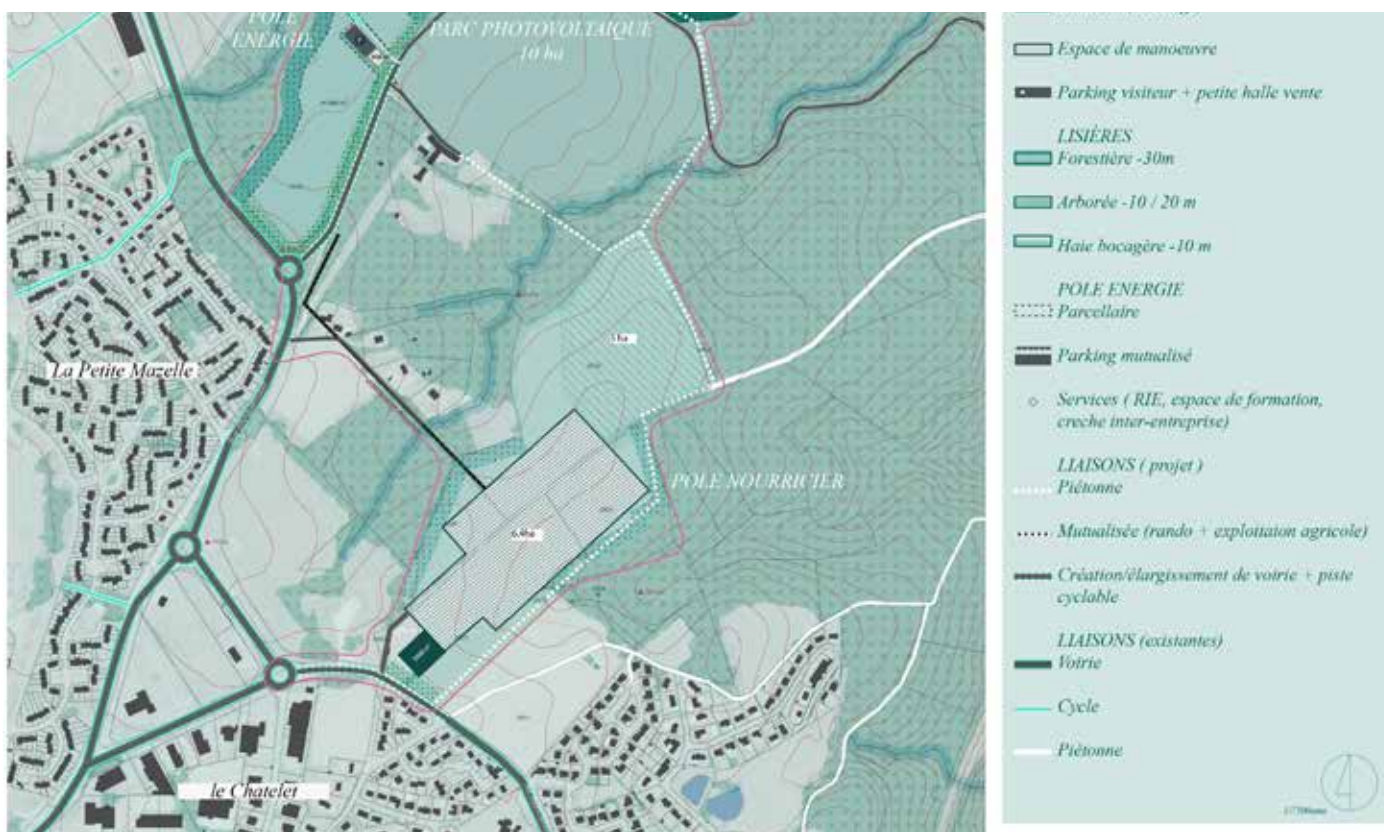 POLE
ENERGIE
PARC PHOTOVOLTAIQUE
10 ha
La Petite Mazelle
POLE NOURRICIER
6.9ha
le Chatelet
Espace de manoeuvre
Parking visiteur + petite halle vente
LISIÈRES
Forestière -30m
Arborée -10 / 20 m
Haie bocagère -10 m
POLE ENERGIE
Parcellaire
Parking mutualisé
Services ( RIE, espace de formation,
creche inter-entreprise)
LIAISONS ( projet )
Piétonne
Mutualisée (rando + exploittaion agricole)
Création/élargissement de voirie + piste
cyclable
LIAISONS (existantes)
Voirie
Cycle
Piétonne